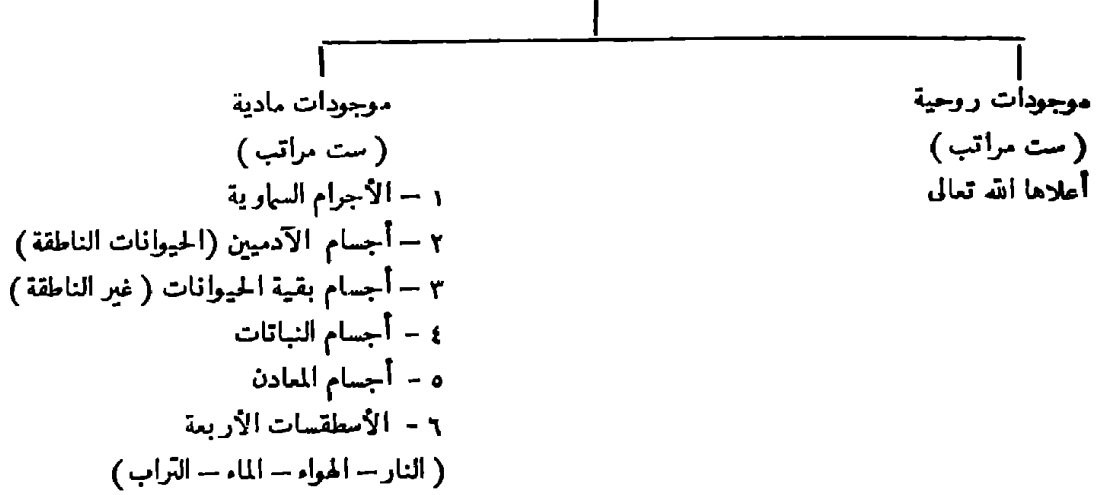 موجودات روحية
( ست مراتب )
أعلاها الله تعالى
موجودات مادية
( ست مراتب )
١ – الأجرام السماوية
٢ – أجسام الآدميين (الحيوانات الناطقة )
٣ – أجسام بقية الحيوانات ( غير الناطقة )
٤ – أجسام النباتات
٥ – أجسام المعادن
٦ – الأسطقسات الأربعة
( النار – الهواء – الماء – التراب )